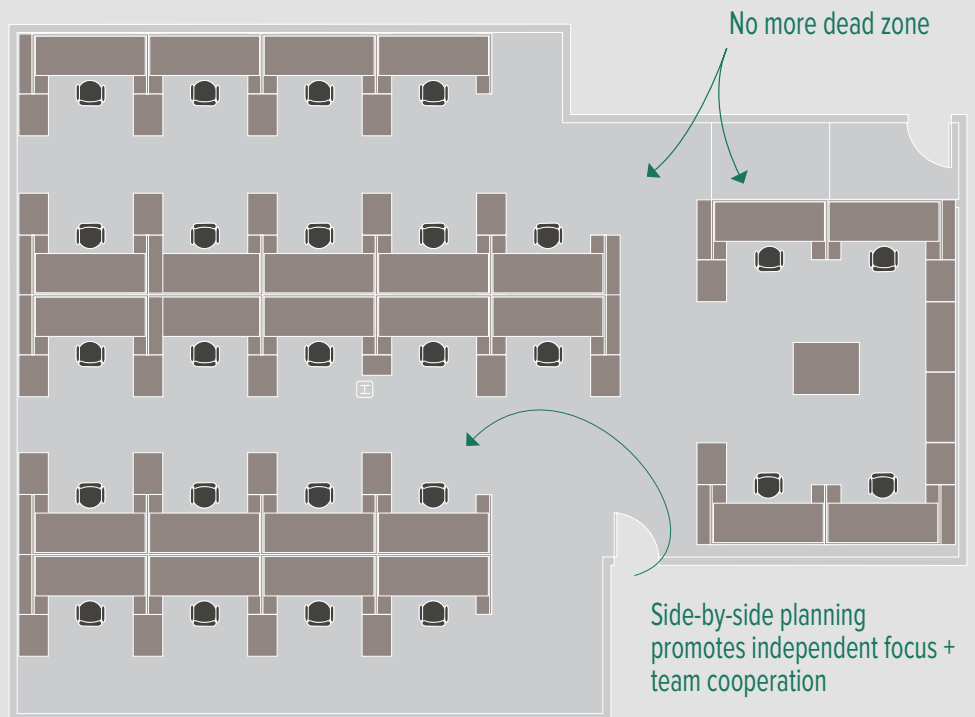 No more dead zone
Side-by-side planning
promotes independent focus +
team cooperation